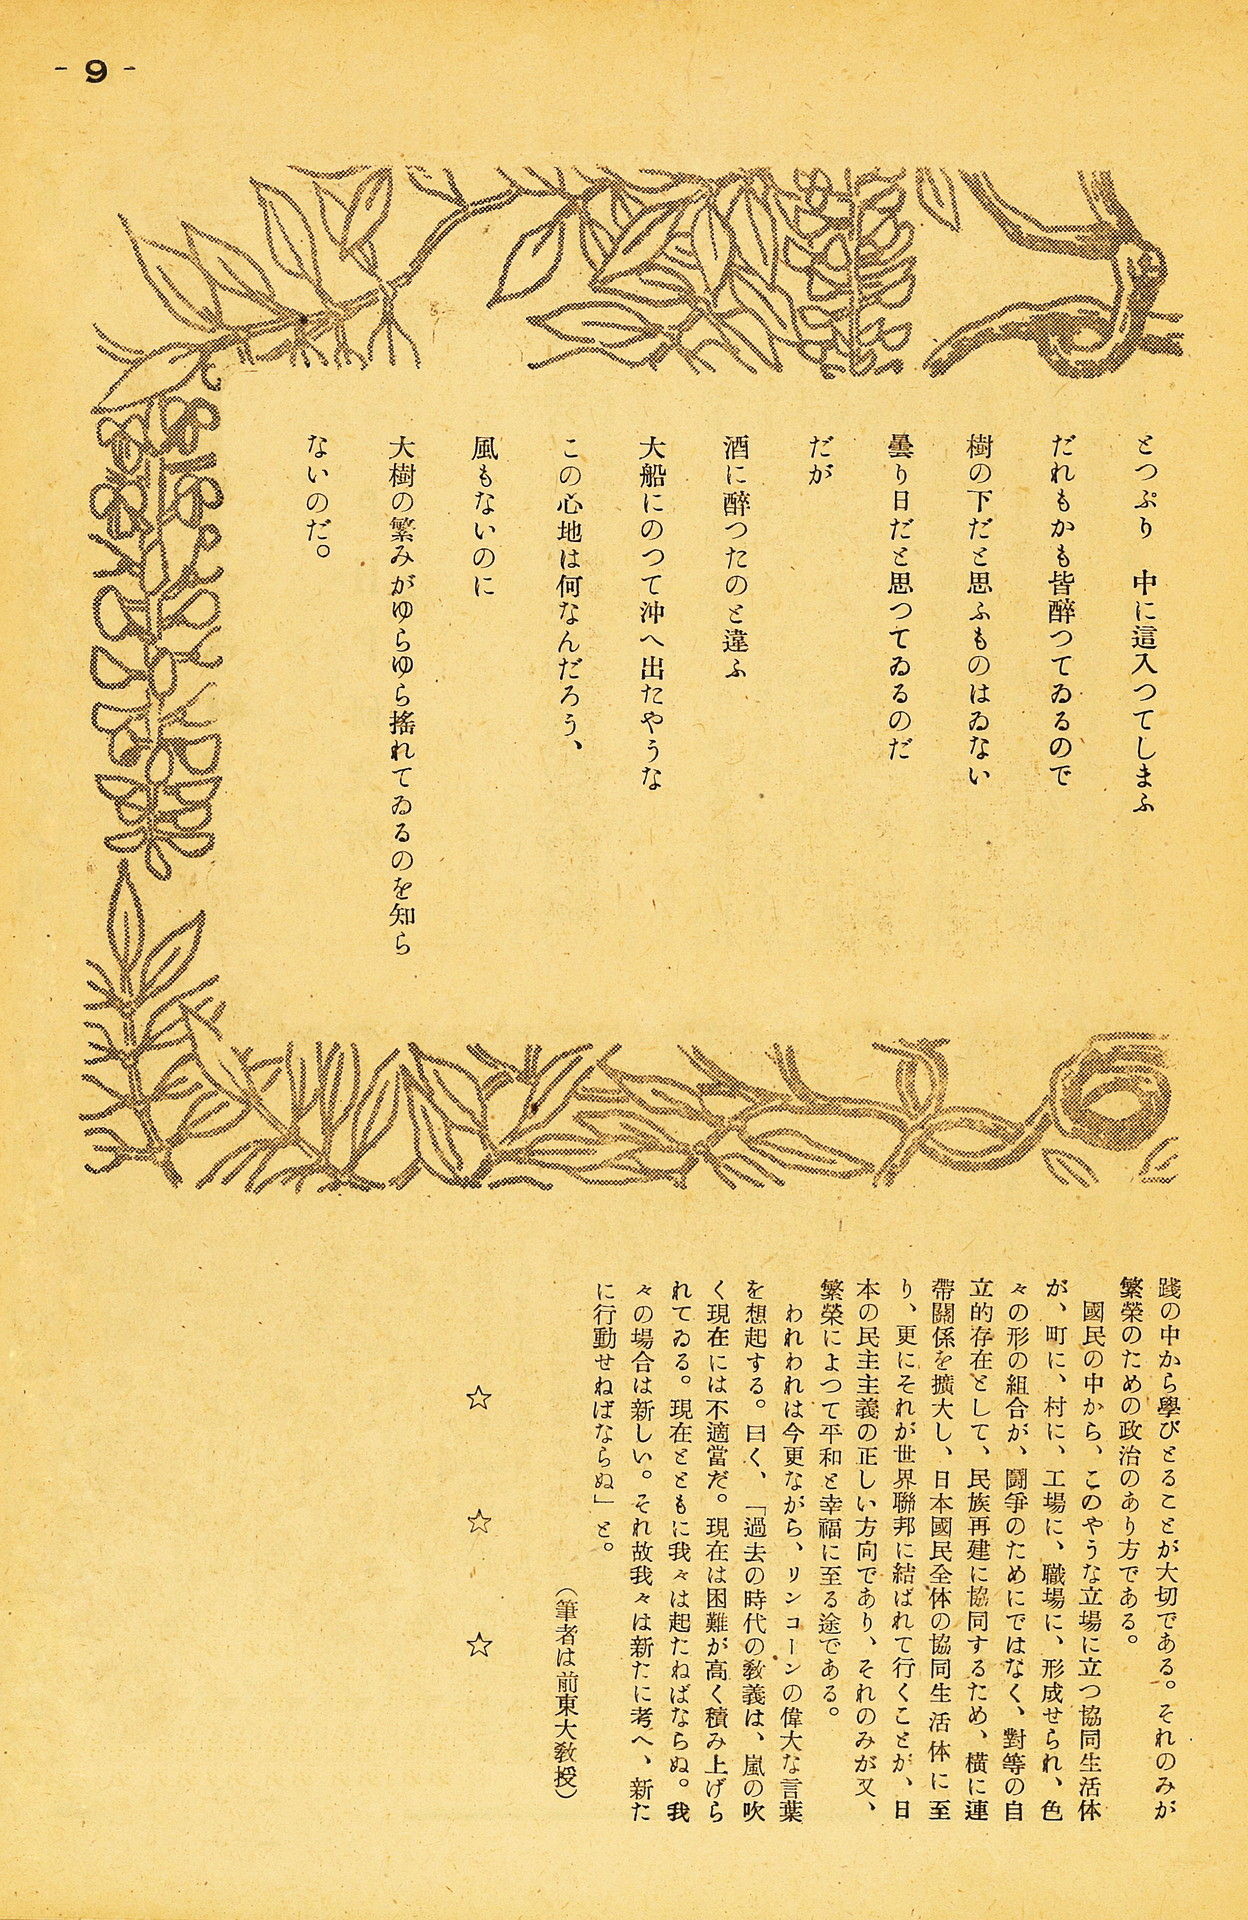 - 9 -
とつぷり 中に這入つてしまふ
だれもかも皆醉つてゐるので
樹の下だと思ふものはゐない
曇り日だと思つてゐるのだ
だが
酒に醉つたのと違ふ
大船にのつて沖へ出たやうな
この心地は何なんだろう、
風もないのに
大樹の繁みがゆらゆら搖れてゐるのを知ら
ないのだ。
踐の中から學びとることが大切である。それのみが
繁榮のための政治のあり方である。
國民の中から、このやうな立場に立つ協同生活体
が、町に、村に、工場に、職場に、形成せられ、色
々の形の組合が、鬪爭のためにではなく、對等の自
立的存在として、民族再建に協同するため、橫に連
帶關係を擴大し、日本國民全体の協同生活体に至
り、更にそれが世界聯邦に結ばれて行くことが、日
本の民主主義の正しい方向であり、それのみが又、
繁榮によつて平和と幸福に至る途である。
われわれは今更ながら、リンコーンの偉大な言葉
を想起する。曰く、「過去の時代の敎義は、嵐の吹
く現在には不適當だ。現在は困難が高く積み上げら
れてゐる。現在とともに我々は起たねばならぬ。我
々の場合は新しい。それ故我々は新たに考へ、新た
に行動せねばならぬ」と。
（筆者は前東大敎授）
☆ ☆ ☆